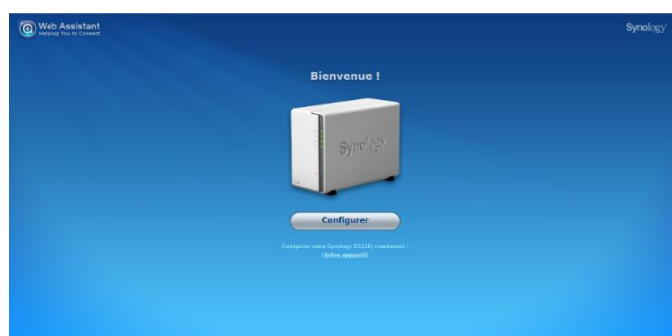 Web Assistant
Helping You to Connect
Synology
Bienvenue !
Synology
Configurer
Configurez votre Synology DS218j maintenant !
(Infos appareil)